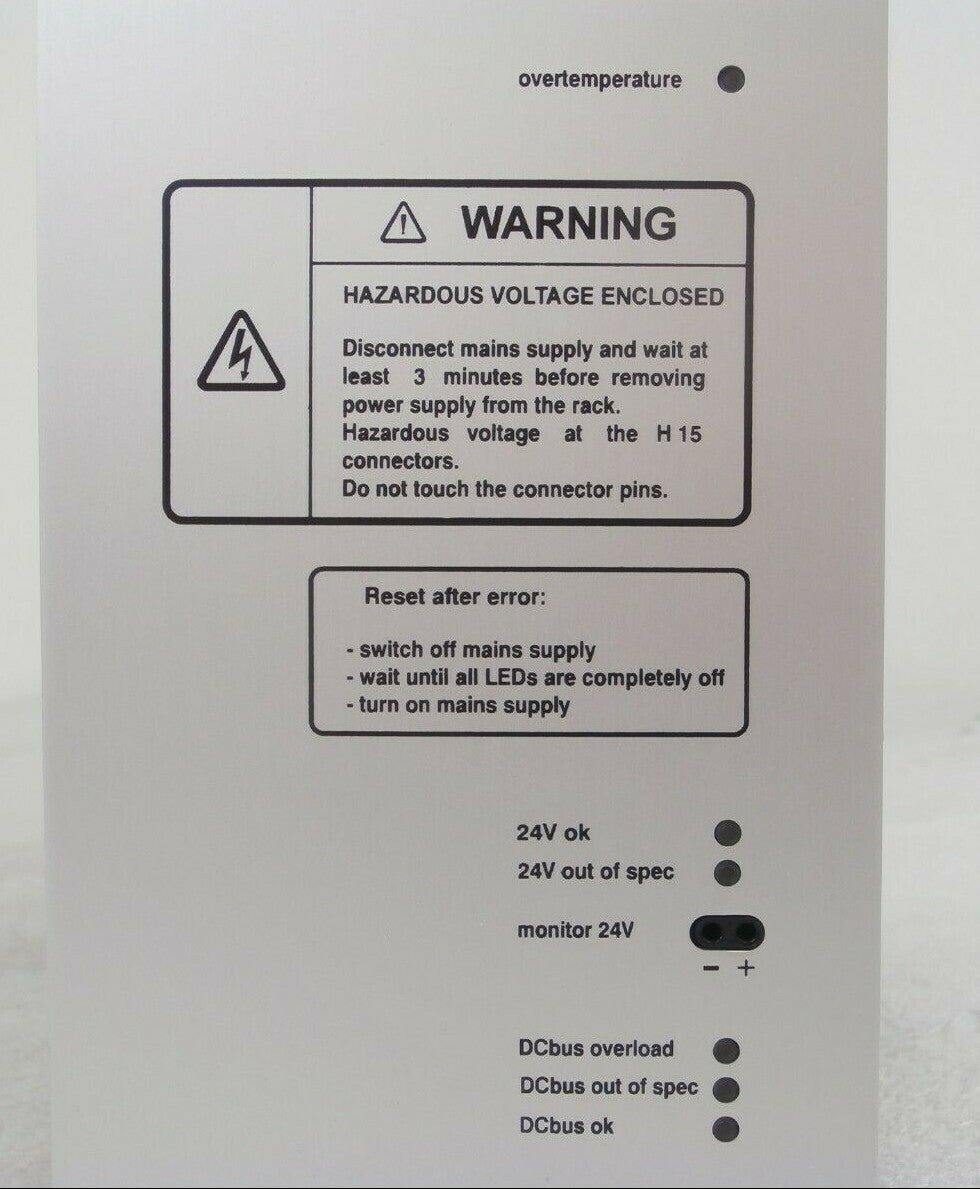 overtemperature
WARNING
HAZARDOUS VOLTAGE ENCLOSED
Disconnect mains supply and wait at
least 3 minutes before removing
power supply from the rack.
Hazardous voltage at the H 15
connectors.
Do not touch the connector pins.
Reset after error:
- switch off mains supply
- wait until all LEDs are completely off
- turn on mains supply
24V ok
24V out of spec
monitor 24V
- +
DCbus overload
DCbus out of spec
DCbus ok